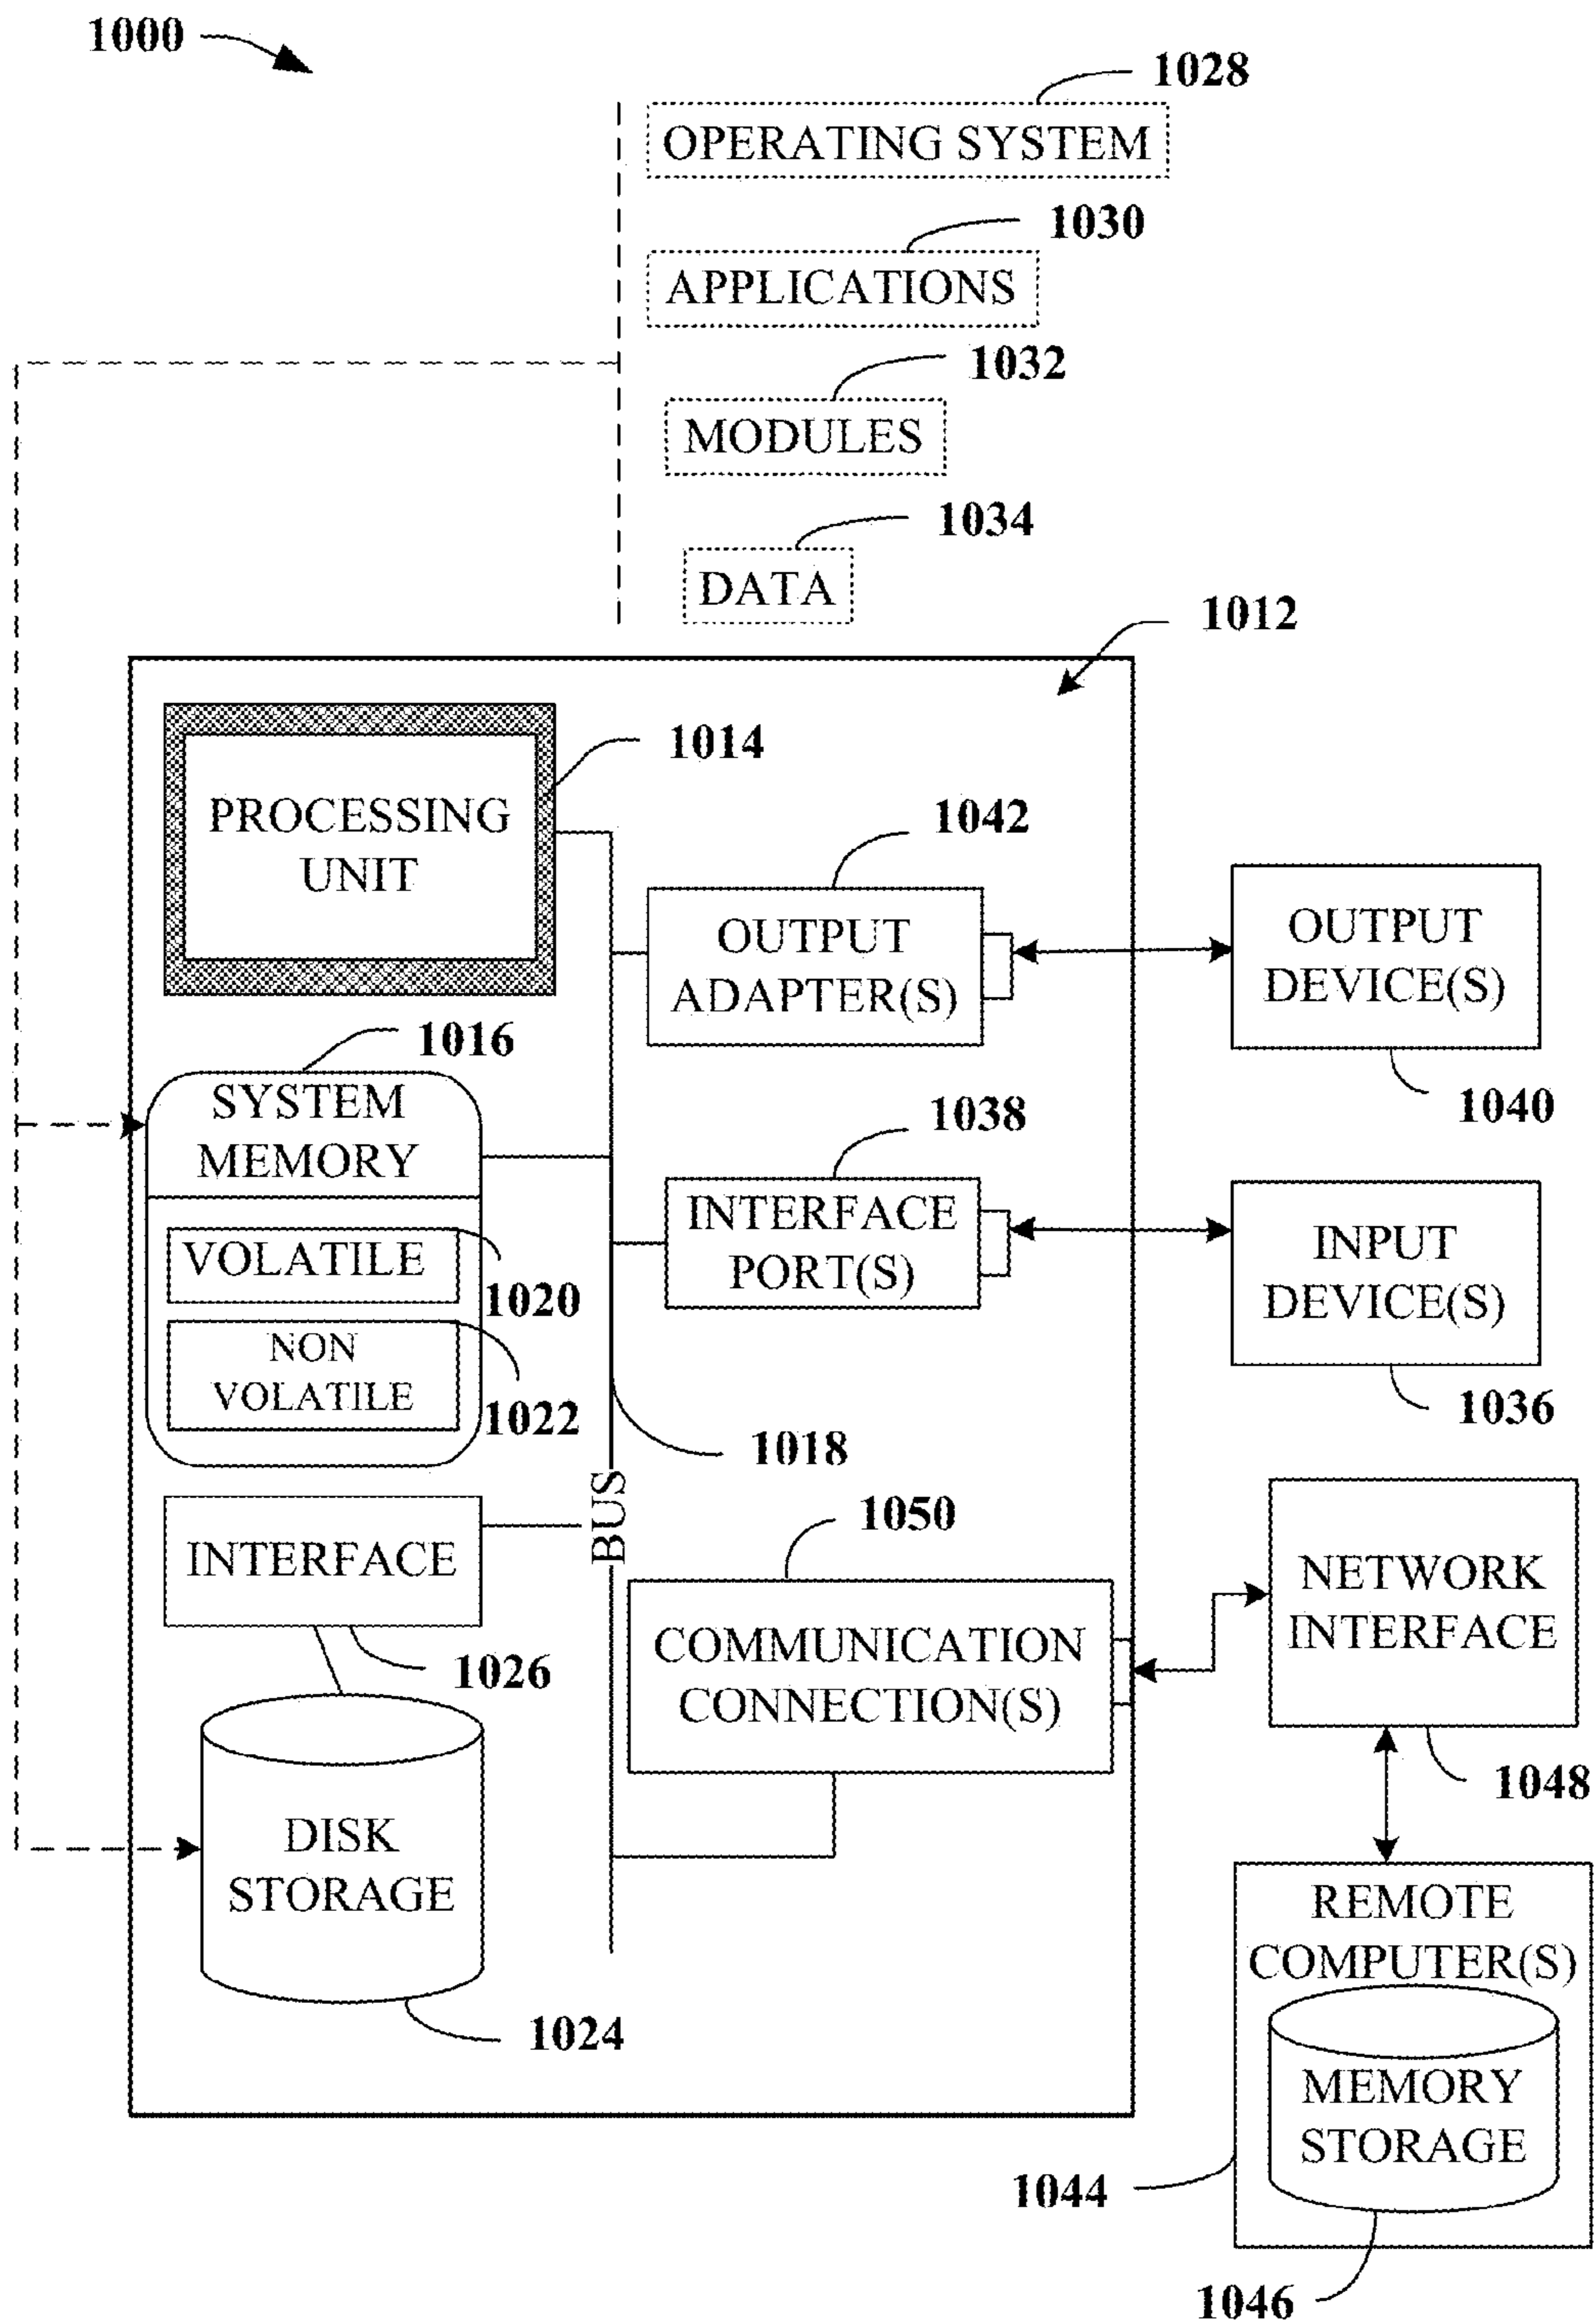 1000
1028
OPERATING SYSTEM
1030
APPLICATIONS
1032
MODULES
1034
DATA
1012
1014
PROCESSING
UNIT
1042
OUTPUT
ADAPTER(S)
OUTPUT
DEVICE(S)
1040
1016
SYSTEM
MEMORY
VOLATILE
1020
NON
VOLATILE
1022
1038
INTERFACE
PORT(S)
INPUT
DEVICE(S)
1036
1018
BUS
INTERFACE
1026
1050
COMMUNICATION
CONNECTION(S)
NETWORK
INTERFACE
1048
DISK
STORAGE
1024
REMOTE
COMPUTER(S)
MEMORY
STORAGE
1044
1046